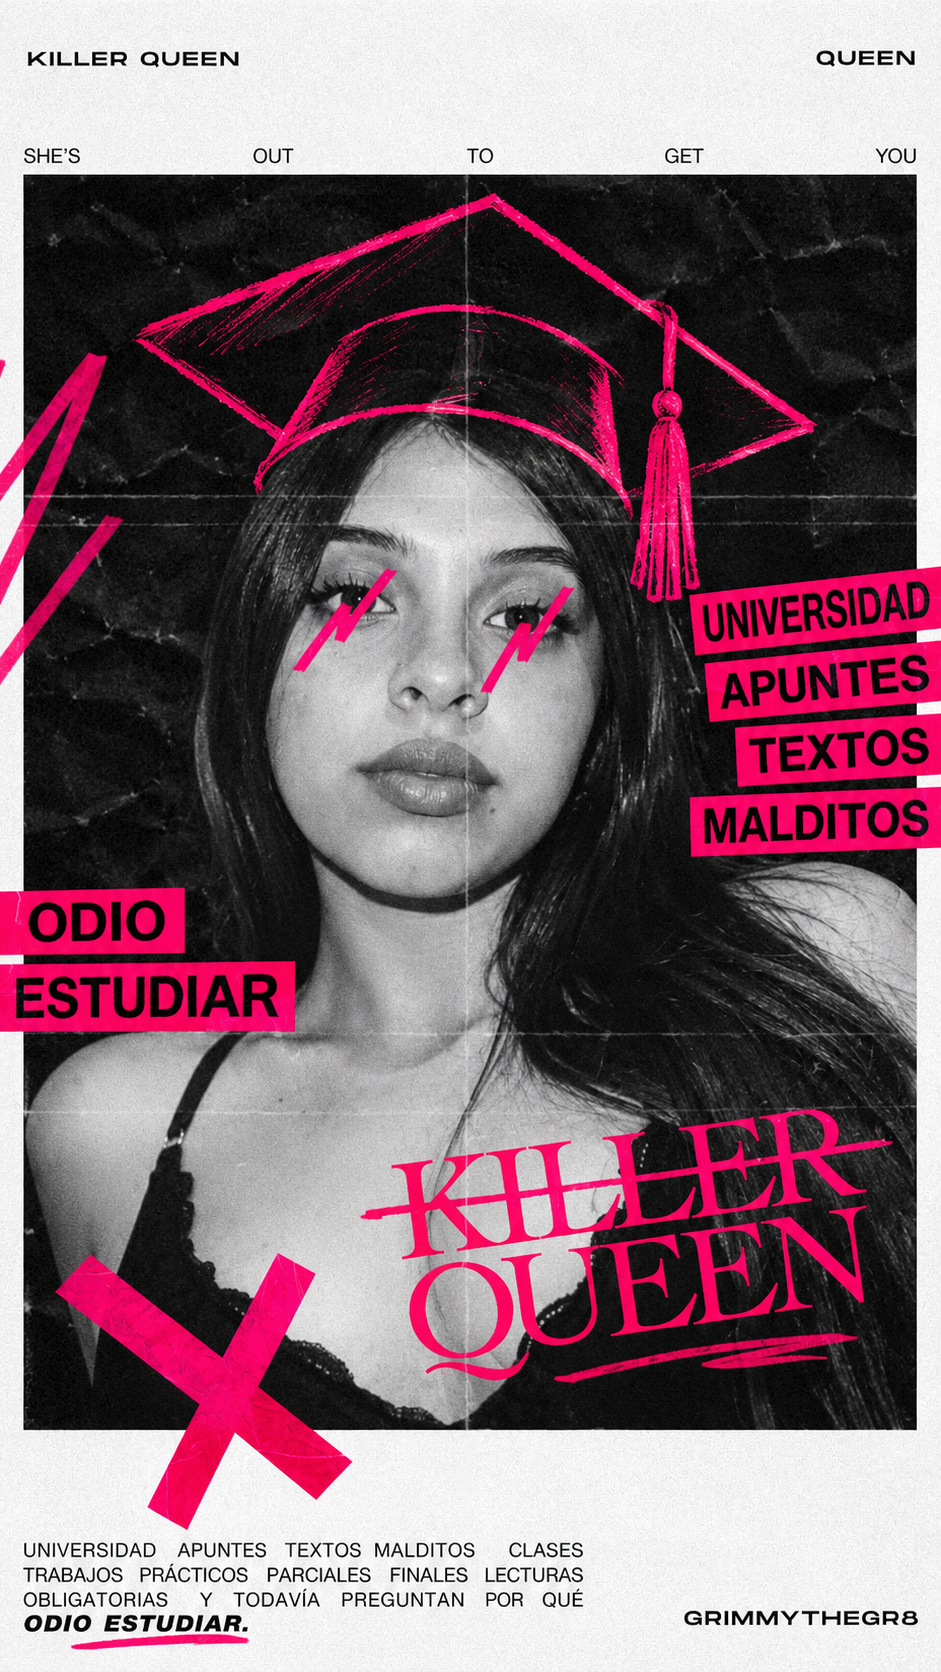 KILLER QUEEN
QUEEN
SHE'S OUT TO GET YOU
UNIVERSIDAD
APUNTES
TEXTOS
MALDITOS
ODIO
ESTUDIAR
KILLER
QUEEN
UNIVERSIDAD APUNTES TEXTOS MALDITOS CLASES
TRABAJOS PRÁCTICOS PARCIALES FINALES LECTURAS
OBLIGATORIAS Y TODAVÍA PREGUNTAN POR QUÉ
ODIO ESTUDIAR.
GRIMMYTHEGR8